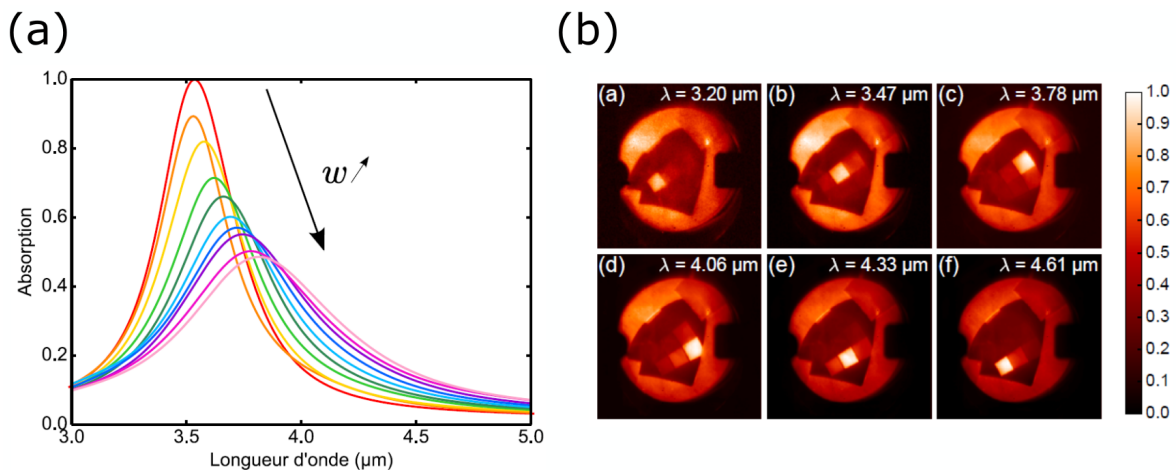 (a)
1.0
0.8
0.6
0.4
0.2
0.0
Absorption
w
3.0 3.5 4.0 4.5 5.0
Longueur d'onde (µm)
(b)
(a) λ = 3.20 µm
(b) λ = 3.47 µm
(c) λ = 3.78 µm
(d) λ = 4.06 µm
(e) λ = 4.33 µm
(f) λ = 4.61 µm
1.0
0.9
0.8
0.7
0.6
0.5
0.4
0.3
0.2
0.1
0.0